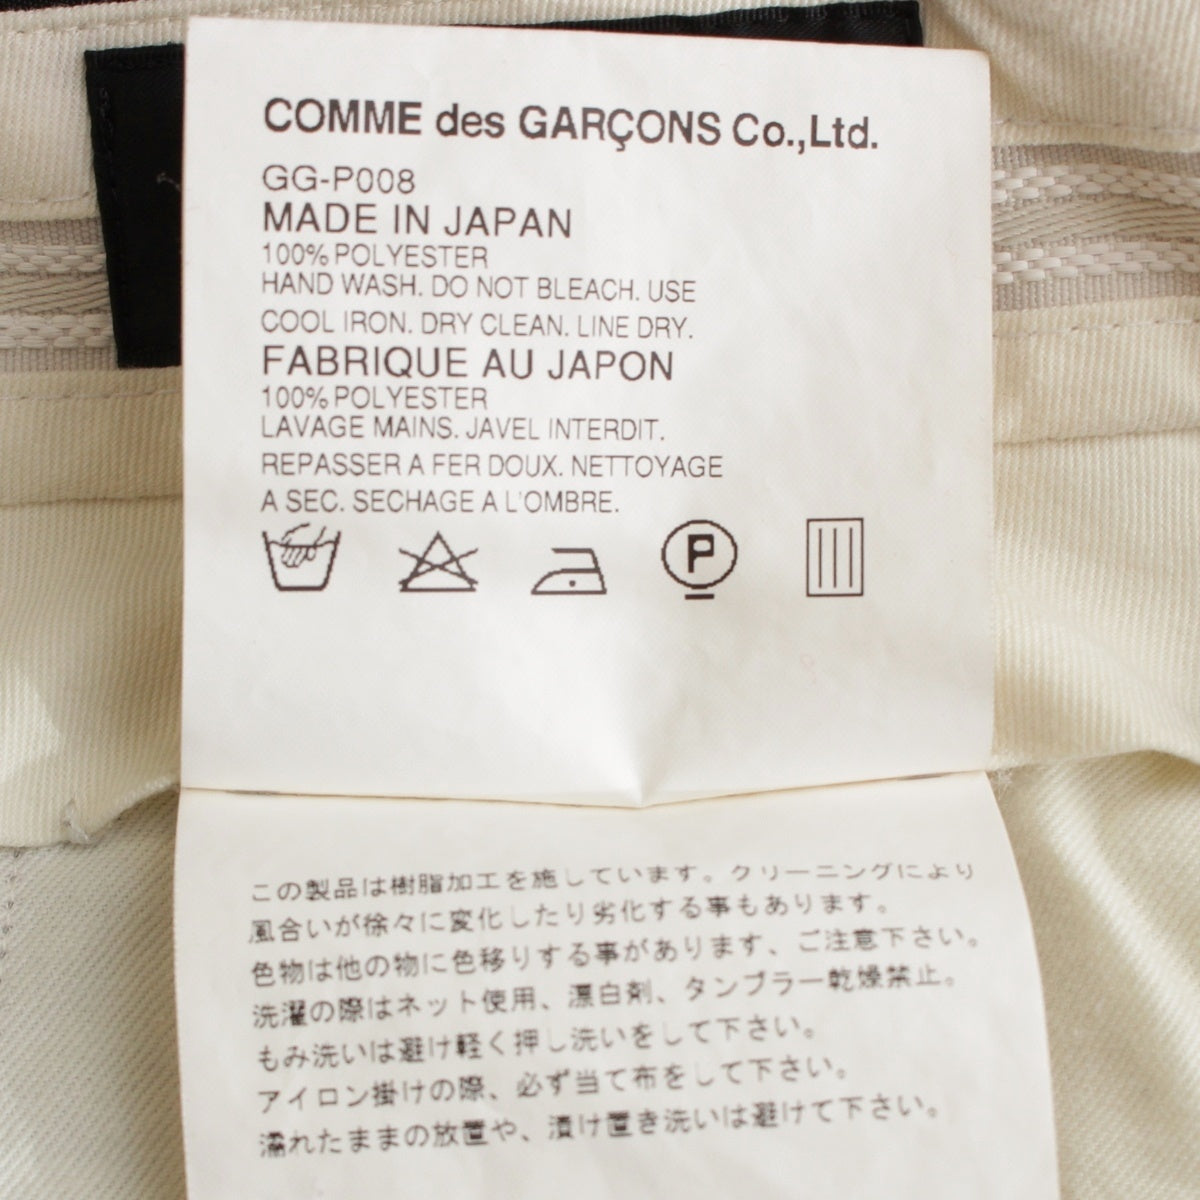 COMME des GARÇONS Co.,Ltd.
GG-P008
MADE IN JAPAN
100% POLYESTER
HAND WASH. DO NOT BLEACH. USE
COOL IRON. DRY CLEAN. LINE DRY.
FABRIQUE AU JAPON
100% POLYESTER
LAVAGE MAINS. JAVEL INTERDIT.
REPASSER A FER DOUX. NETTOYAGE
A SEC. SECHAGE A L'OMBRE.
P
この製品は樹脂加工を施しています。クリーニングにより
風合いが徐々に変化したり劣化する事もあります。
色物は他の物に色移りする事があります、ご注意下さい。
洗濯の際はネット使用、漂白剤、タンブラー乾燥禁止。
もみ洗いは避け軽く押し洗いをして下さい。
アイロン掛けの際、必ず当て布をして下さい。
濡れたままの放置や、漬け置き洗いは避けて下さい。